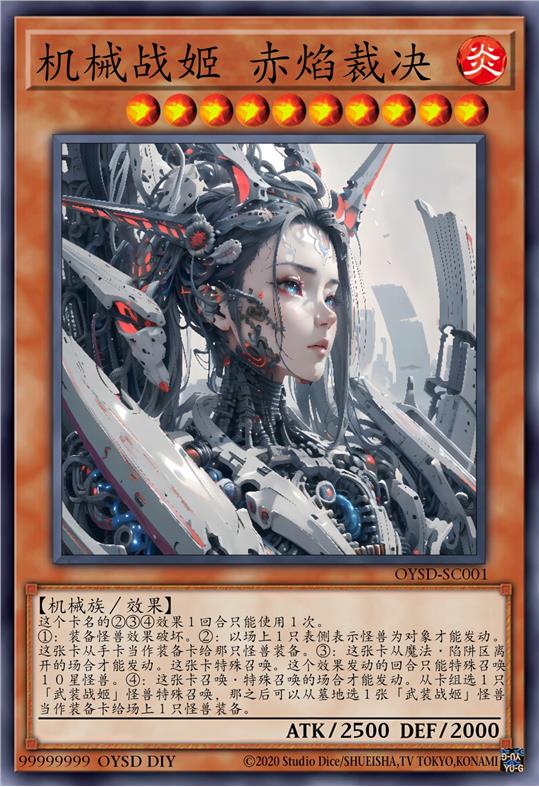 机械战姬 赤焰裁决
炎
OYSD-SC001
【机械族／效果】
这个卡名的②③④效果１回合只能使用１次。
①：装备怪兽效果破坏。②：以场上１只表侧表示怪兽为对象才能发动。
这张卡从手卡当作装备卡给那只怪兽装备。③：这张卡从魔法·陷阱区离
开的场合才能发动。这张卡特殊召唤。这个效果发动的回合只能特殊召唤
１０星怪兽。④：这张卡召唤·特殊召唤的场合才能发动。从卡组选１只
「武装战姬」怪兽特殊召唤，那之后可以从墓地选１张「武装战姬」怪兽
当作装备卡给场上１只怪兽装备。
ATK/2500 DEF/2000
99999999 OYSD DIY ©2020 Studio Dice/SHUEISHA,TV TOKYO,KONAMI